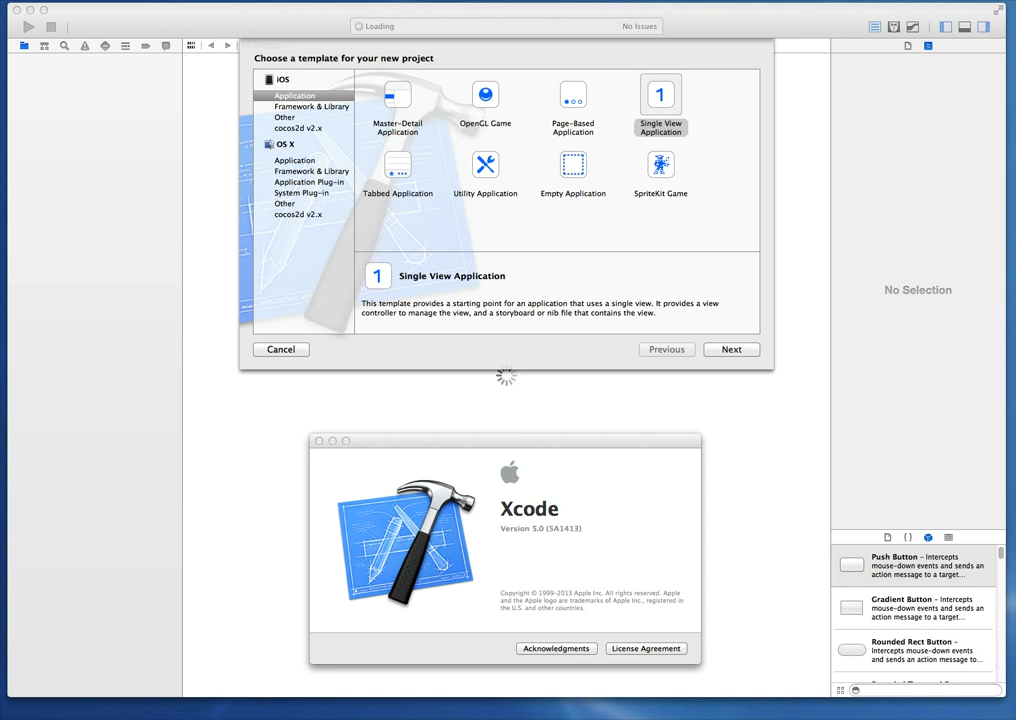 Loading
No Issues
Choose a template for your new project
iOS
Application
Framework & Library
Other
cocos2d v2.x
OS X
Application
Framework & Library
Application Plug-in
System Plug-in
Other
cocos2d v2.x
Master-Detail
Application
OpenGL Game
Page-Based
Application
1
Single View
Application
Tabbed Application
Utility Application
Empty Application
SpriteKit Game
1
Single View Application
This template provides a starting point for an application that uses a single view. It provides a view
controller to manage the view, and a storyboard or nib file that contains the view.
Cancel
Previous
Next
No Selection
Xcode
Version 5.0 (5A1413)
Copyright © 1999-2013 Apple Inc. All rights reserved. Apple
and the Apple logo are trademarks of Apple Inc., registered in
the U.S. and other countries.
Acknowledgments
License Agreement
{ }
Push Button - Intercepts
mouse-down events and sends an
action message to a target...
Gradient Button - Intercepts
mouse-down events and sends an
action message to a target...
Rounded Rect Button -
Intercepts mouse-down events
and sends an action message to...